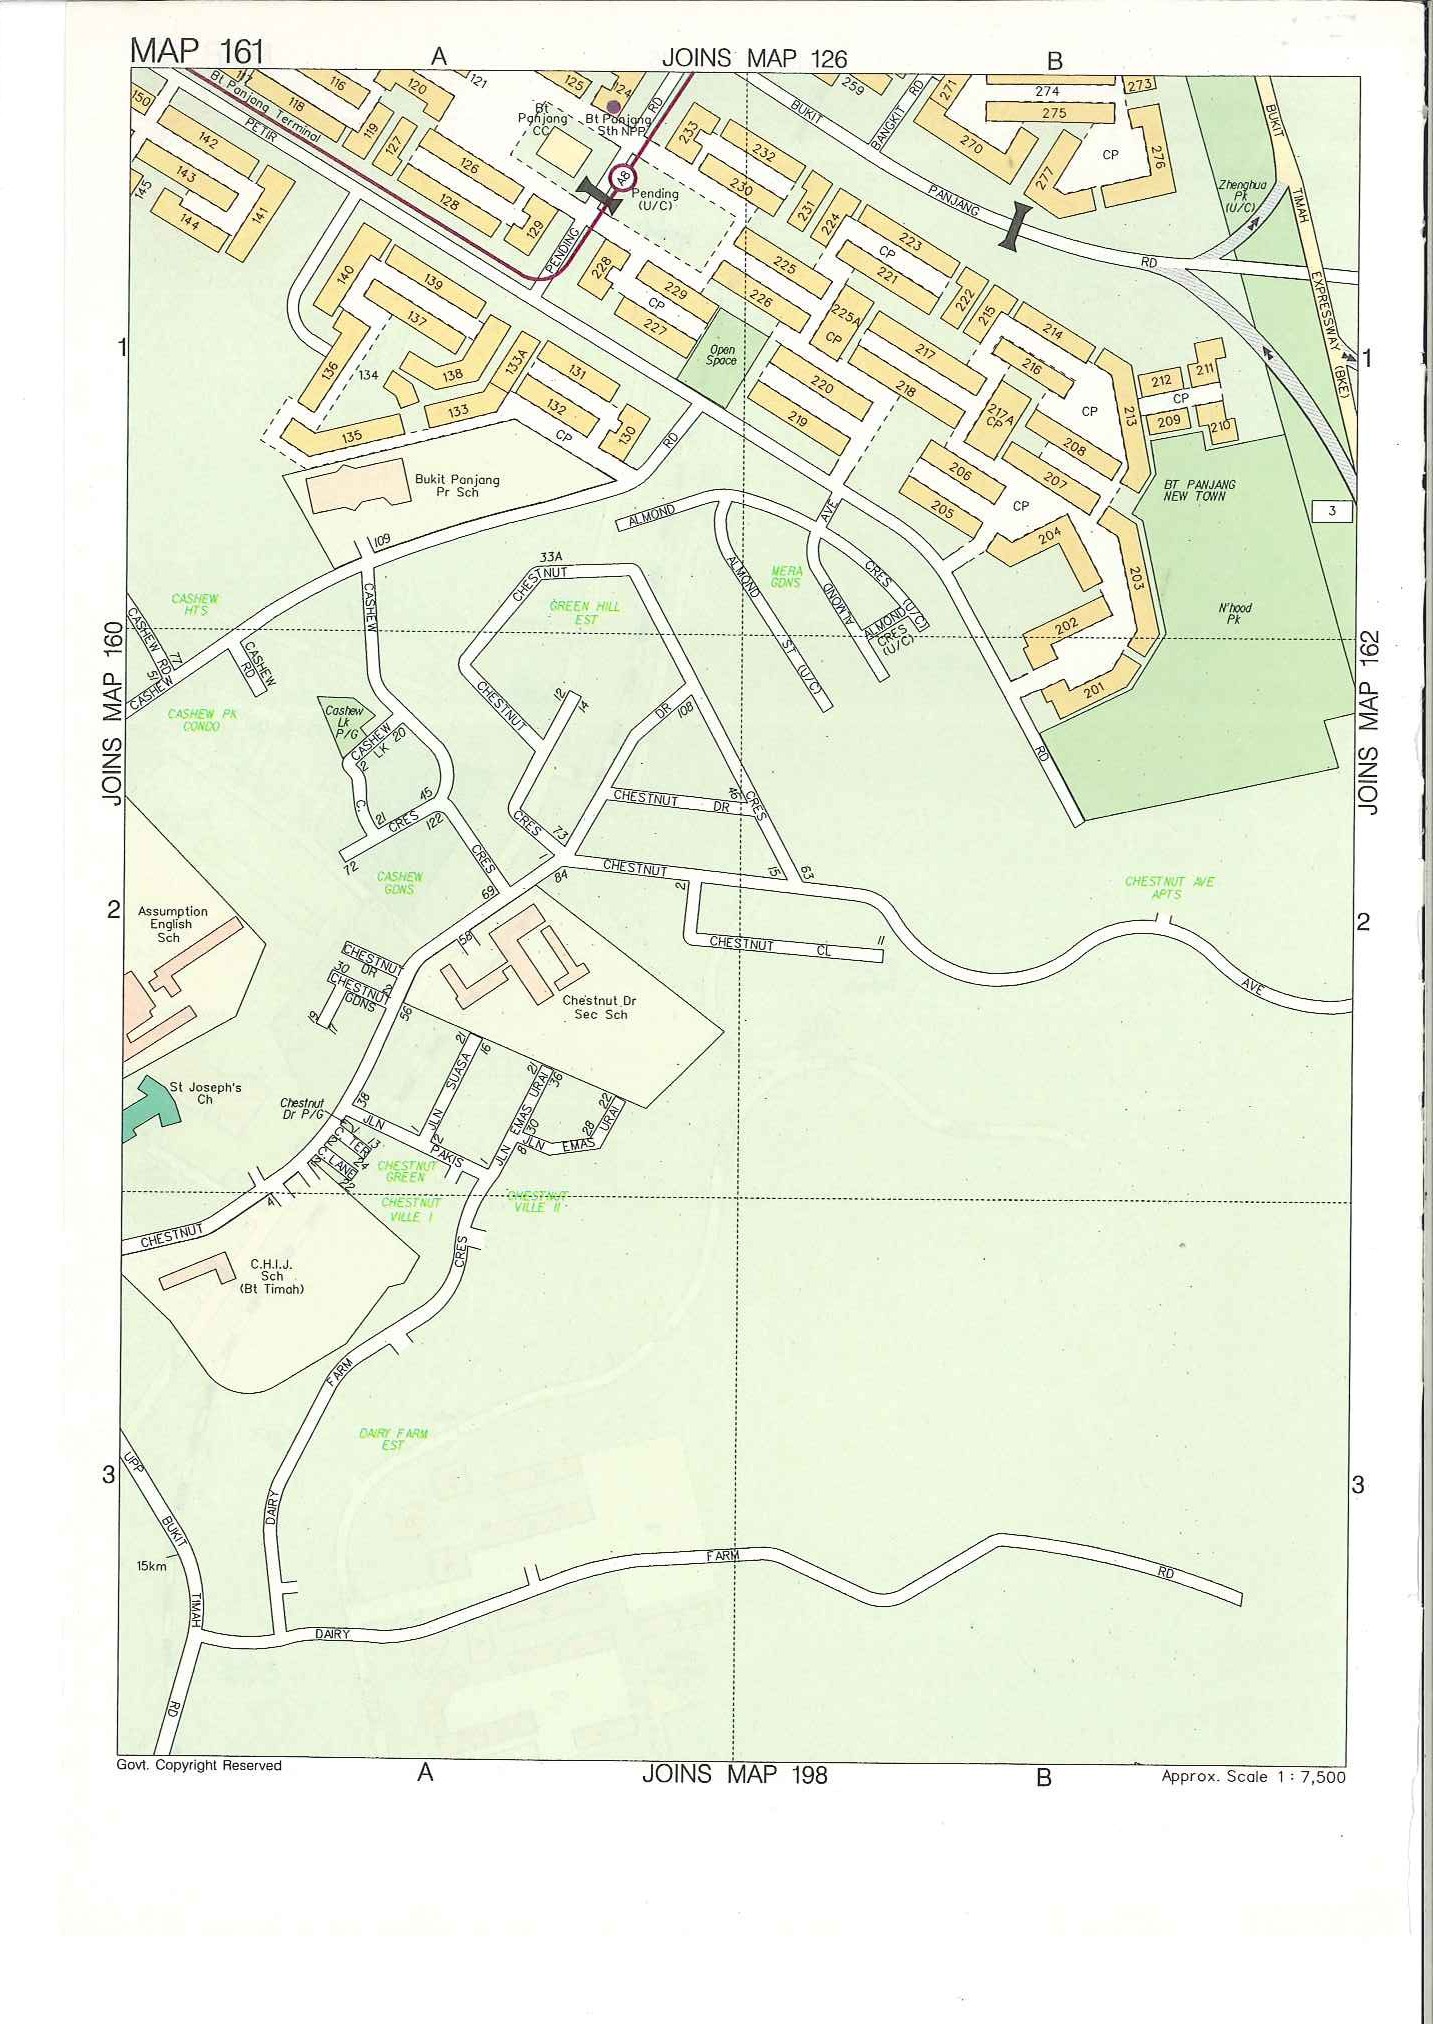 MAP 161
A
JOINS MAP 126
B
117
116
120
121
125
124
RD
259
RD
271
273
274
275
BUKIT
150
Bt Panjang Terminal
118
Bt
Panjang
CC
Bt Panjang
Sth NPP
BUKIT
BANGKIT
PETIR
119
127
233
232
270
CP
276
142
126
A8
230
277
143
145
128
Pending
(U/C)
PANJANG
Zhenghua
Pk
(U/C)
TIMAH
144
141
129
PENDING
231
224
223
CP
RD
140
139
228
225
221
229
CP
227
226
222
EXPRESSWAY
137
225A
CP
215
214
1
136
134
138
133A
131
Open
Space
217
216
212
211
1
(BKE)
133
132
220
218
217A
CP
CP
213
CP
209
210
135
CP
130
RD
219
208
Bukit Panjang
Pr Sch
206
207
BT PANJANG
NEW TOWN
205
CP
3
ALMOND
AVE
204
109
33A
CHESTNUT
ALMOND
MERA
GDNS
CRES
203
CASHEW
HTS
CASHEW
GREEN HILL
EST
ALMOND
(U/C)
N'hood
Pk
ALMOND
CRES
(U/C)
202
JOINS MAP 160
CASHEW RD
77
51
CASHEW
CASHEW
RD
ST (U/C)
JOINS MAP 162
201
CASHEW PK
CONDO
Cashew
Lk
P/G
CHESTNUT
12
14
DR
108
CASHEW
LK
20
2
RD
C.
21
CRES
45
122
CHESTNUT
DR
46
CRES
72
CRES
CRES
73
1
CASHEW
GDNS
69
84
CHESTNUT
2
15
63
CHESTNUT AVE
APTS
2
Assumption
English
Sch
58
CHESTNUT
CL
11
2
CHESTNUT
DR
30
CHESTNUT
GDNS
2
19
11
56
Chestnut Dr
Sec Sch
AVE
St Joseph's
Ch
21
16
JLN SUASA
21
36
JLN EMAS URAI
22
Chestnut
Dr P/G
38
JLN
1
2
30
28
URAI
TER
13
C. LANE
24
12
22
PAKIS
1
8
JLN
EMAS
CHESTNUT
GREEN
CHESTNUT
VILLE I
CHESTNUT
VILLE II
4
CHESTNUT
CRES
C.H.I.J.
Sch
(Bt Timah)
FARM
DAIRY FARM
EST
3
UPP
3
DAIRY
BUKIT
15km
FARM
RD
TIMAH
DAIRY
RD
Govt. Copyright Reserved
A
JOINS MAP 198
B
Approx. Scale 1 : 7,500